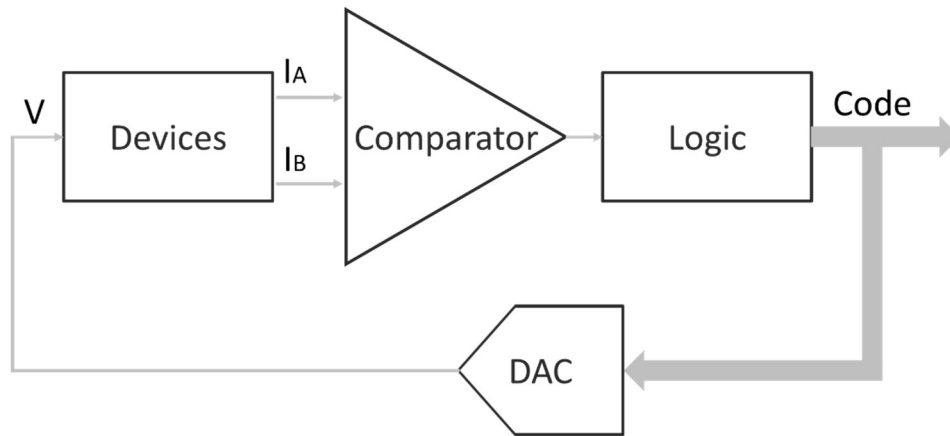 V
Devices
IA
IB
Comparator
Logic
Code
DAC